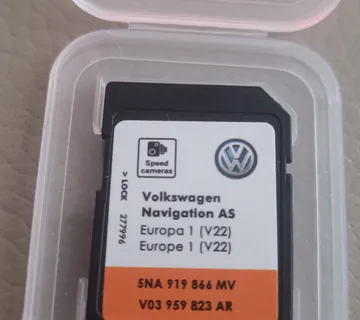 Speed
cameras
> LOCK
277996
Volkswagen
Navigation AS
Europa 1 (V22)
Europe 1 (V22)
5NA 919 866 MV
V03 959 823 AR